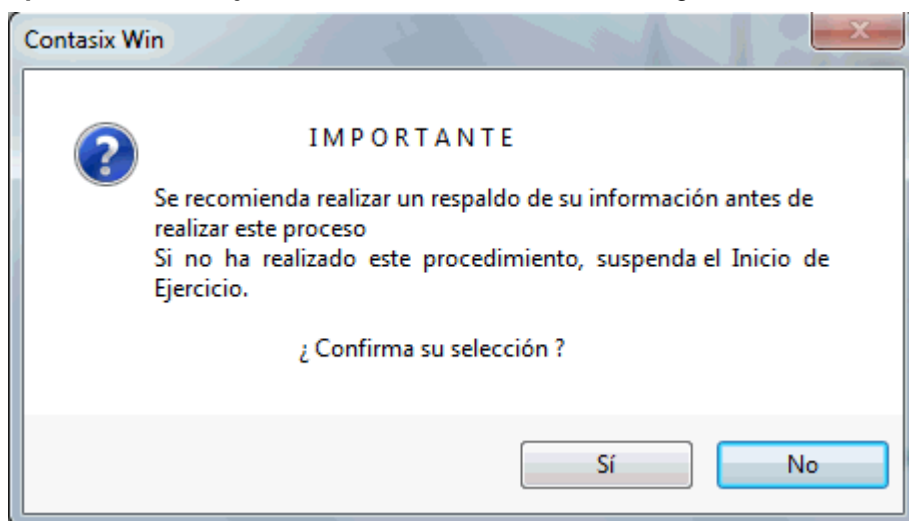 Contasix Win
I M P O R T A N T E
Se recomienda realizar un respaldo de su información antes de
realizar este proceso
Si no ha realizado este procedimiento, suspenda el Inicio de
Ejercicio.
¿ Confirma su selección ?
Sí
No